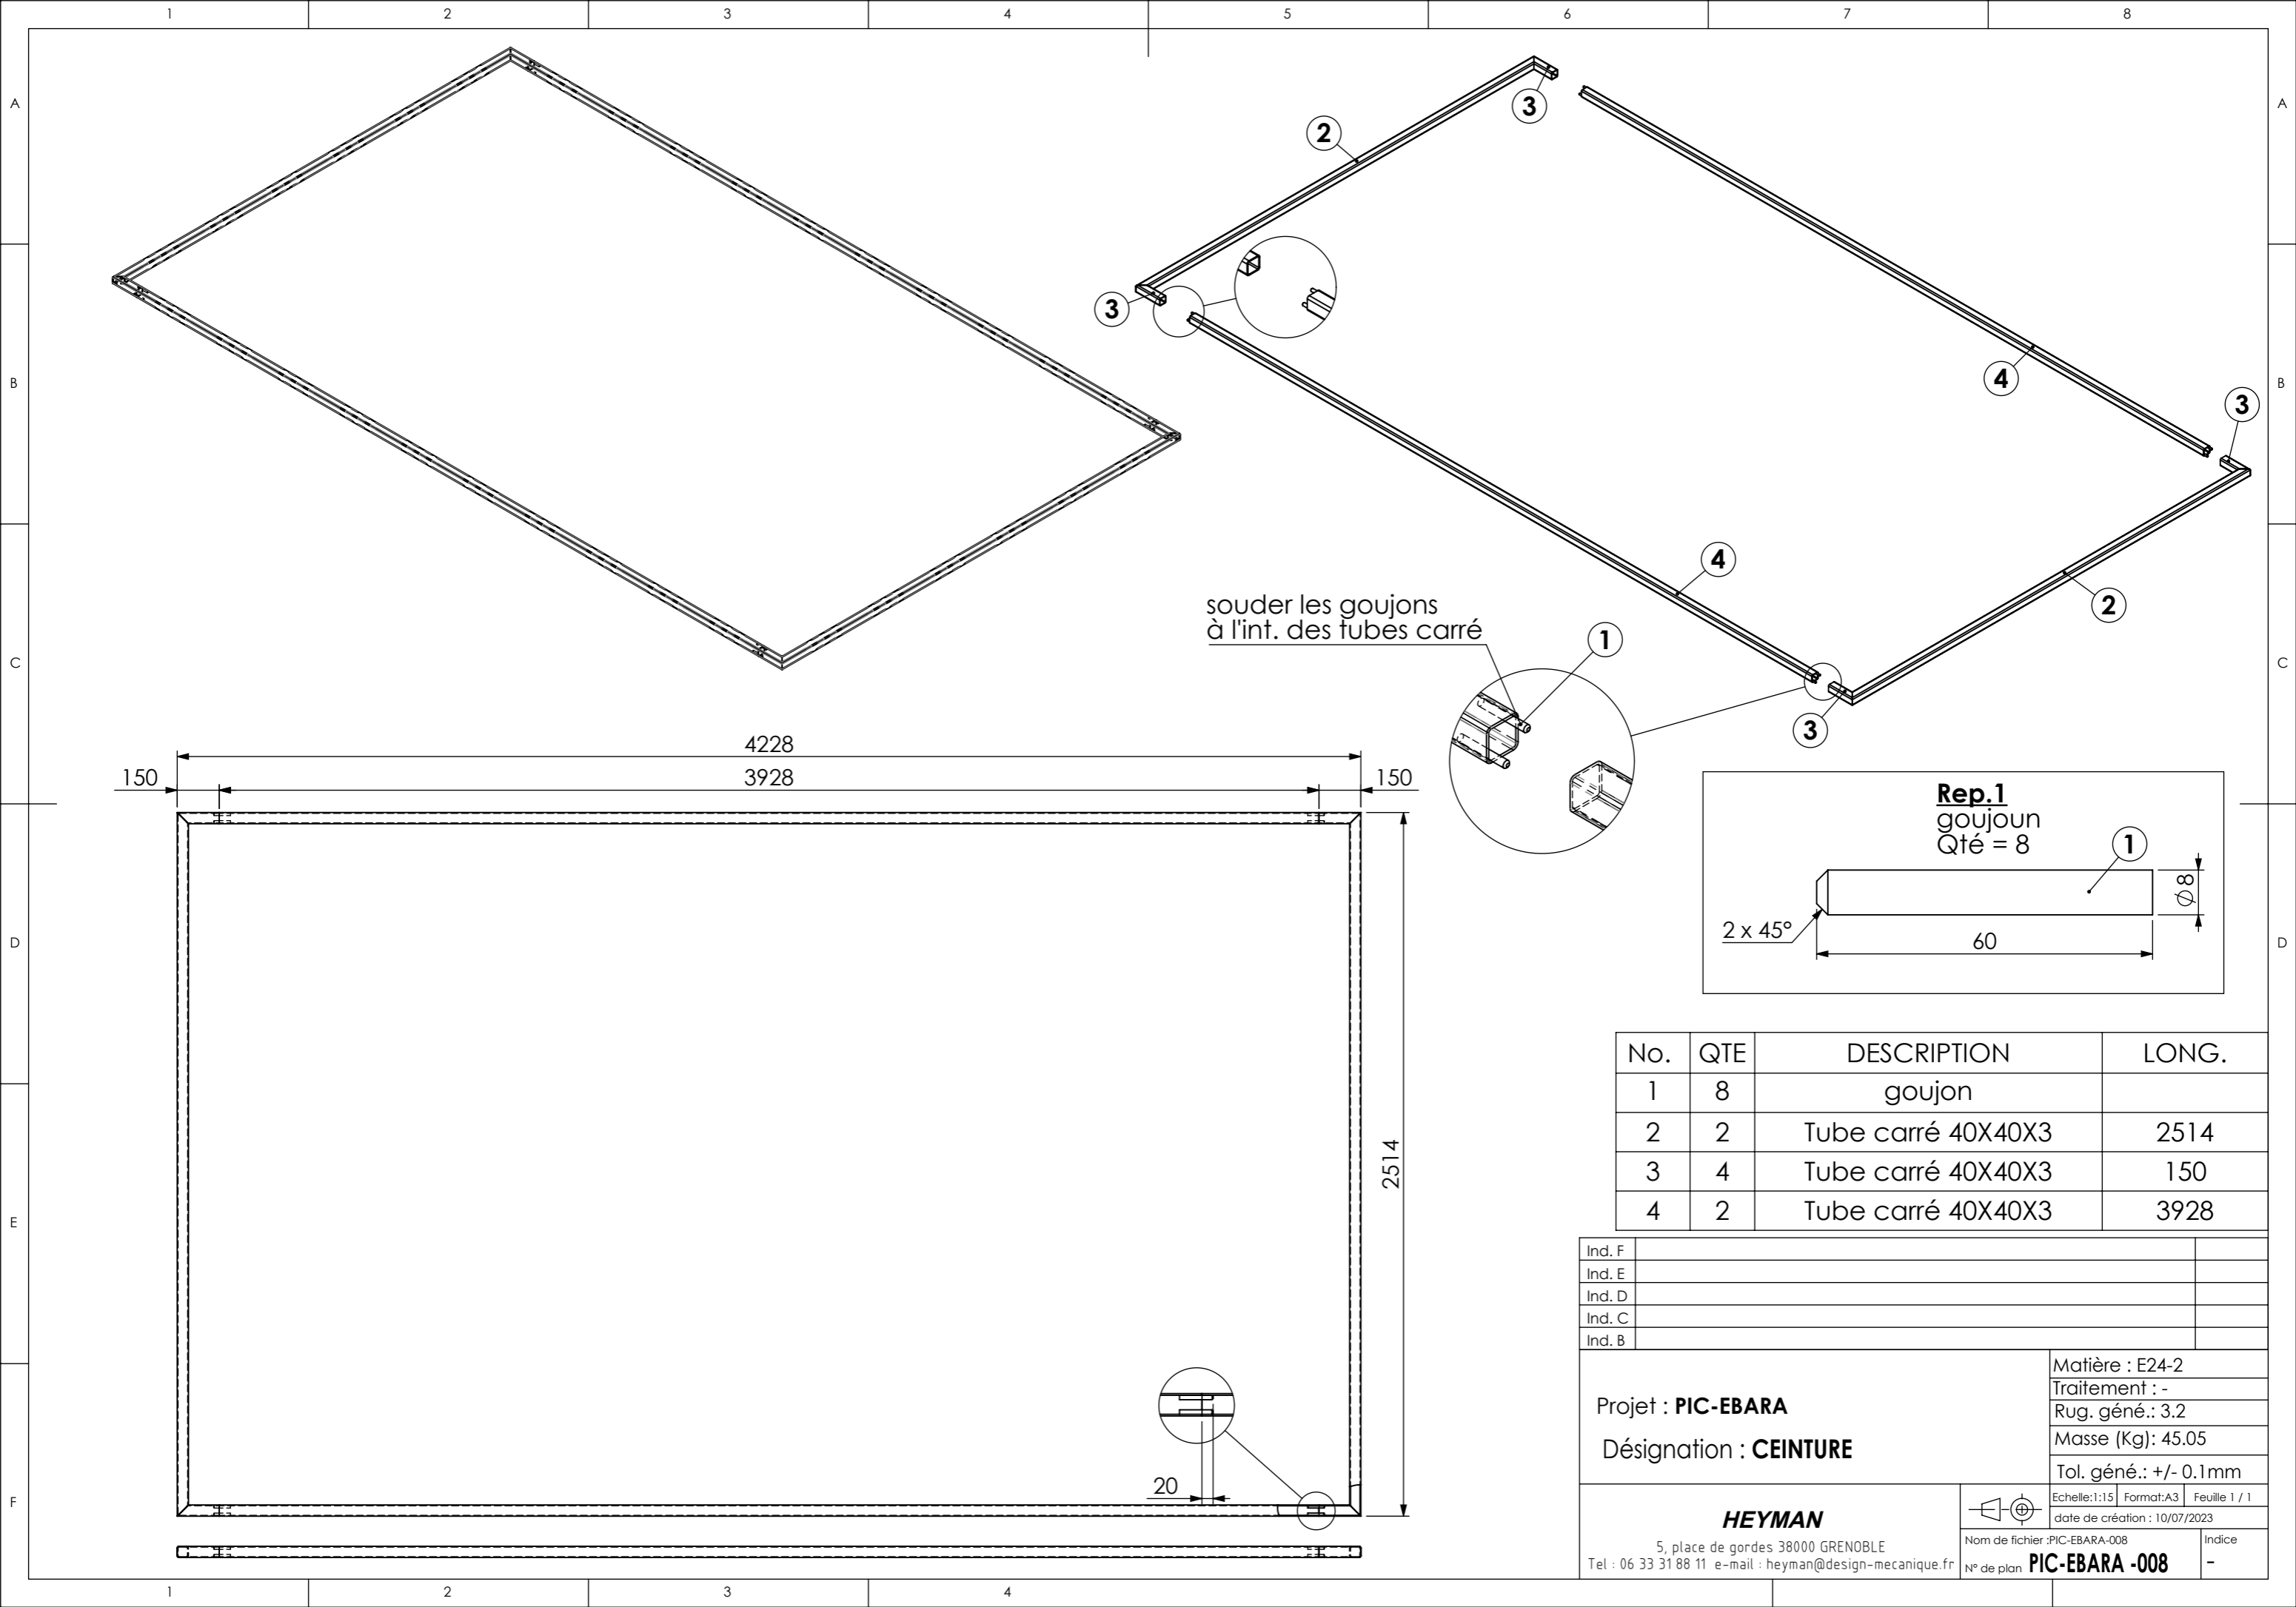 1 2 3 4 5 6 7 8
A A
B B
C C
D D
E
F
3
2
3
4
3
4
2
3
souder les goujons
à l'int. des tubes carré
1
4228
150 3928 150
2514
20
Rep.1
goujoun
Qté = 8
1
2 x 45°
60
Ø 8
No. QTE DESCRIPTION LONG.
1 8 goujon
2 2 Tube carré 40X40X3 2514
3 4 Tube carré 40X40X3 150
4 2 Tube carré 40X40X3 3928
Ind. F
Ind. E
Ind. D
Ind. C
Ind. B
Projet : PIC-EBARA
Désignation : CEINTURE
Matière : E24-2
Traitement : -
Rug. géné.: 3.2
Masse (Kg): 45.05
Tol. géné.: +/- 0.1mm
Echelle:1:15 Format:A3 Feuille 1 / 1
date de création : 10/07/2023
HEYMAN
5, place de gordes 38000 GRENOBLE
Tel : 06 33 31 88 11 e-mail : heyman@design-mecanique.fr
Nom de fichier :PIC-EBARA-008
N° de plan PIC-EBARA -008
Indice
-
1 2 3 4